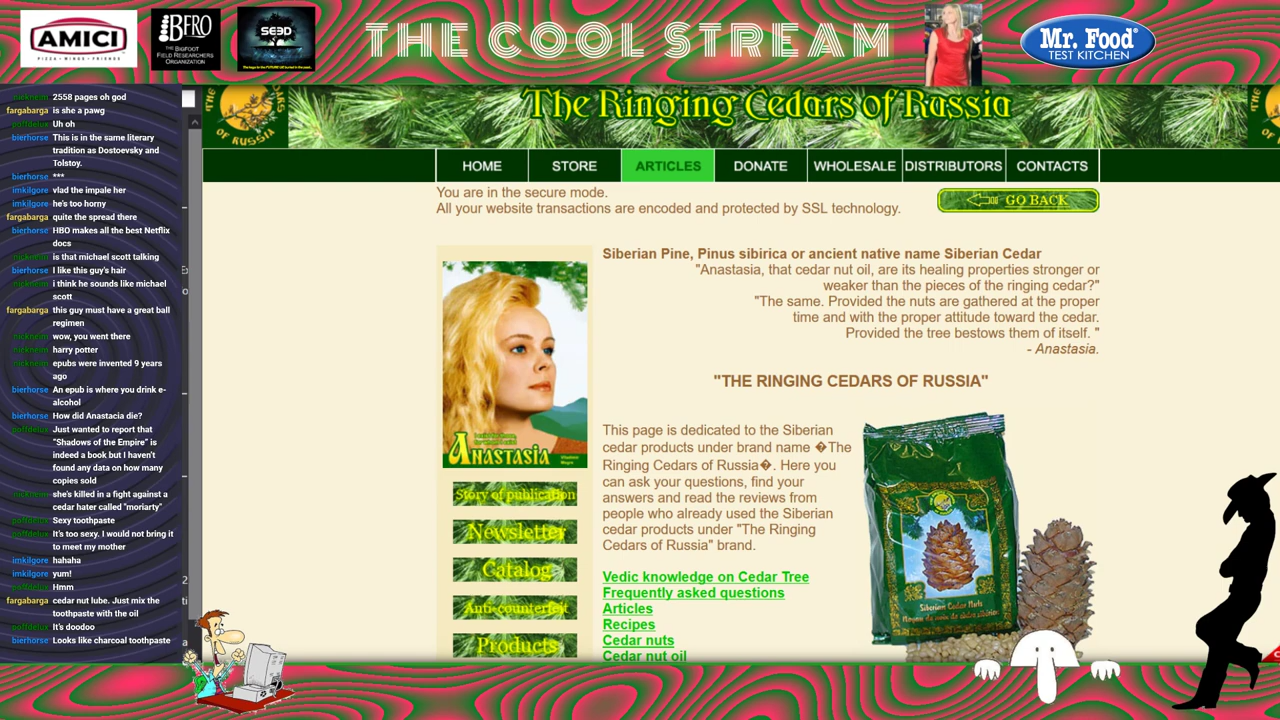 AMICI
PIZZA • WINGS • FRIENDS
BFRO
THE BIGFOOT
FIELD RESEARCHERS
ORGANIZATION
SEED
THE COOL STREAM
Mr. Food
TEST KITCHEN
nickheim 2558 pages oh god
fargabarga is she a pawg
poffdelux Uh oh
bierhorse This is in the same literary
tradition as Dostoevsky and
Tolstoy.
bierhorse ***
imkilgore vlad the impale her
imkilgore he's too horny
fargabarga quite the spread there
bierhorse HBO makes all the best Netflix
docs
is that michael scott talking
bierhorse I like this guy's hair
i think he sounds like michael
scott
fargabarga this guy must have a great ball
regimen
wow, you went there
harry potter
epubs were invented 9 years
ago
bierhorse An epub is where you drink e-
alcohol
bierhorse How did Anastacia die?
Just wanted to report that
"Shadows of the Empire" is
indeed a book but I haven't
found any data on how many
copies sold
she's killed in a fight against a
cedar hater called "moriarty"
Sexy toothpaste
It's too sexy. I would not bring it
to meet my mother
imkilgore hahaha
imkilgore yum!
Hmm
fargabarga cedar nut lube. Just mix the
toothpaste with the oil
It's doodoo
bierhorse Looks like charcoal toothpaste
OF RUSSIA
The Ringing Cedars of Russia
HOME STORE ARTICLES DONATE WHOLESALE DISTRIBUTORS CONTACTS
You are in the secure mode.
All your website transactions are encoded and protected by SSL technology.
GO BACK
ANASTASIA
Story of publication
Newsletter
Catalog
Anti-counterfeit
Products
Siberian Pine, Pinus sibirica or ancient native name Siberian Cedar
"Anastasia, that cedar nut oil, are its healing properties stronger or
weaker than the pieces of the ringing cedar?"
"The same. Provided the nuts are gathered at the proper
time and with the proper attitude toward the cedar.
Provided the tree bestows them of itself. "
- Anastasia.
"THE RINGING CEDARS OF RUSSIA"
This page is dedicated to the Siberian
cedar products under brand name �The
Ringing Cedars of Russia�. Here you
can ask your questions, find your
answers and read the reviews from
people who already used the Siberian
cedar products under "The Ringing
Cedars of Russia" brand.
Vedic knowledge on Cedar Tree
Frequently asked questions
Articles
Recipes
Cedar nuts
Cedar nut oil
Siberian Cedar Nuts